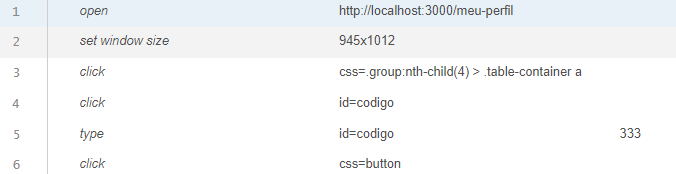 1 open http://localhost:3000/meu-perfil
2 set window size 945x1012
3 click css=.group:nth-child(4) > .table-container a
4 click id=codigo
5 type id=codigo 333
6 click css=button